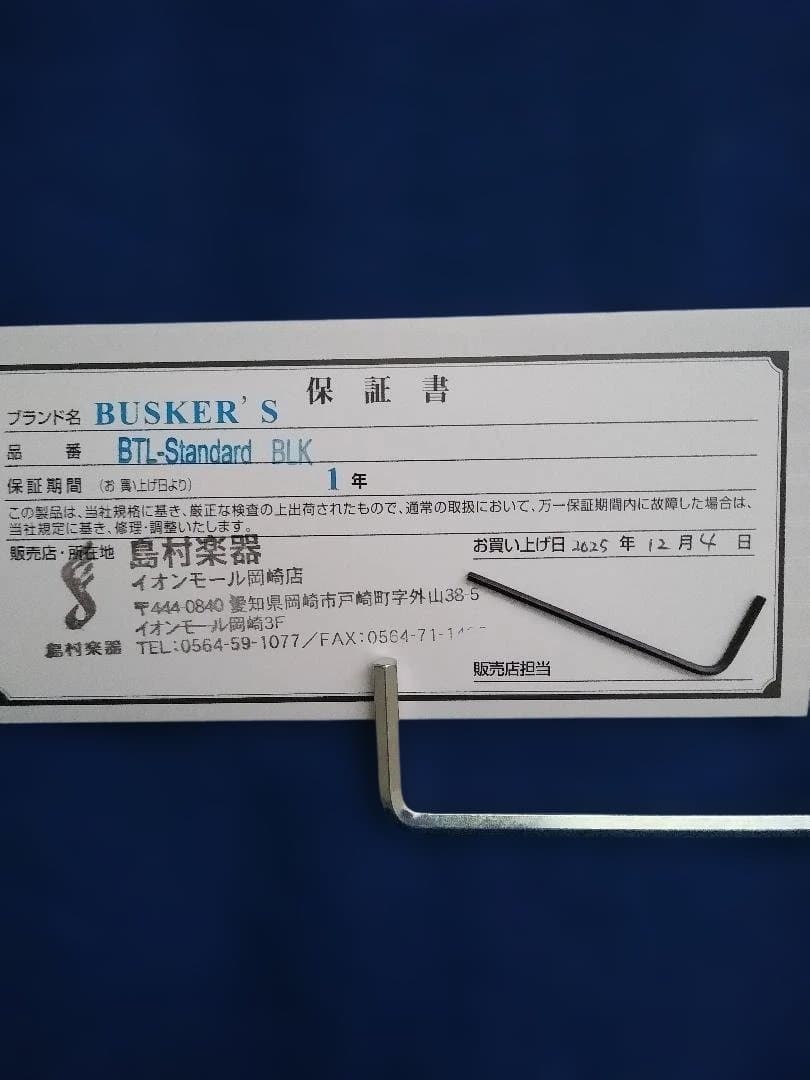 保証書
ブランド名 BUSKER'S
品番 BTL-Standard BLK
保証期間 (お買い上げ日より) 1年
この製品は、当社規格に基き、厳正な検査の上出荷されたもので、通常の取扱において、万一保証期間内に故障した場合は、
当社規定に基き、修理・調整いたします。
販売店・所在地 島村楽器
お買い上げ日 2025年12月4日
イオンモール岡崎店
〒444-0840 愛知県岡崎市戸崎町字外山38-5
イオンモール岡崎3F
島村楽器 TEL:0564-59-1077/FAX:0564-71-14
販売店担当